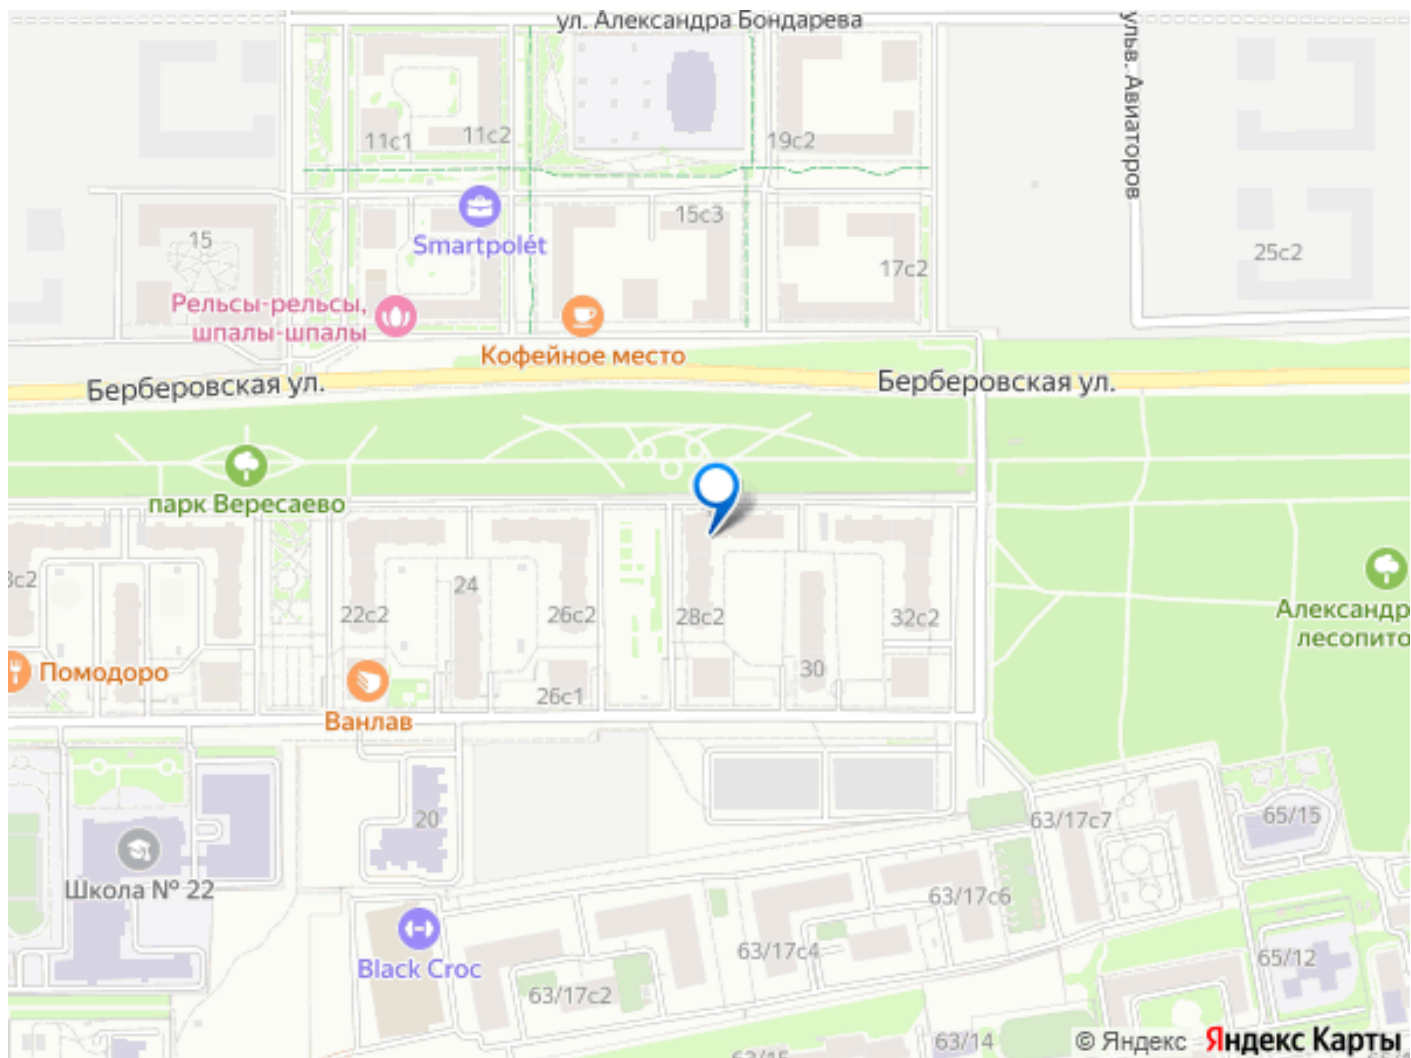 ул. Александра Бондарева
ульв. Авиаторов
11с1
11с2
19с2
15
Smartpolét
15с3
17с2
25с2
Рельсы-рельсы,
шпалы-шпалы
Кофейное место
Берберовская ул.
Берберовская ул.
парк Вересаево
24
22с2
26с2
28с2
32с2
30
Александр
лесопито
Помодоро
Ванлав
26с1
20
63/17с7
65/15
Школа № 22
63/17с6
Black Croc
63/17с4
65/12
63/17с2
63/14
© Яндекс Яндекс Карты